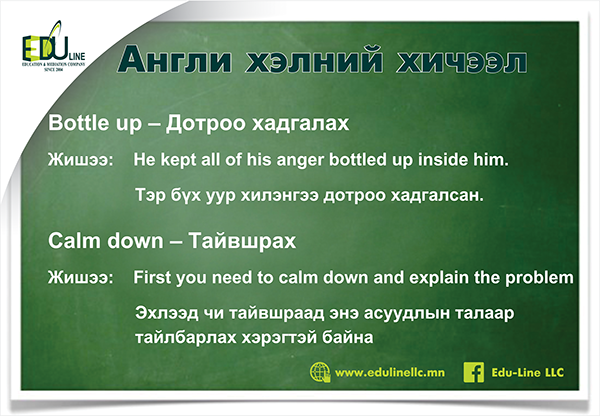 EDU LINE
EDUCATION & MEDIATION COMPANY
SINCE 2004
Англи хэлний хичээл
Bottle up – Дотроо хадгалах
Жишээ: He kept all of his anger bottled up inside him.
Тэр бүх уур хилэнгээ дотроо хадгалсан.
Calm down – Тайвшрах
Жишээ: First you need to calm down and explain the problem
Эхлээд чи тайвшраад энэ асуудлын талаар
тайлбарлах хэрэгтэй байна
www.edulinellc.mn
Edu-Line LLC